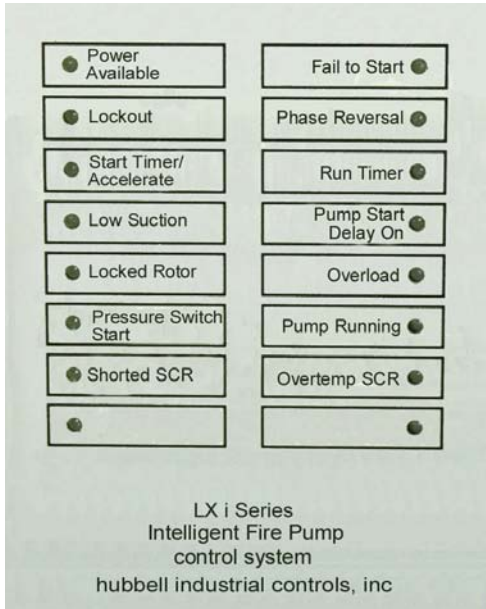 Power
Available
Fail to Start
Lockout
Phase Reversal
Start Timer/
Accelerate
Run Timer
Low Suction
Pump Start
Delay On
Locked Rotor
Overload
Pressure Switch
Start
Pump Running
Shorted SCR
Overtemp SCR
LX i Series
Intelligent Fire Pump
control system
hubbell industrial controls, inc